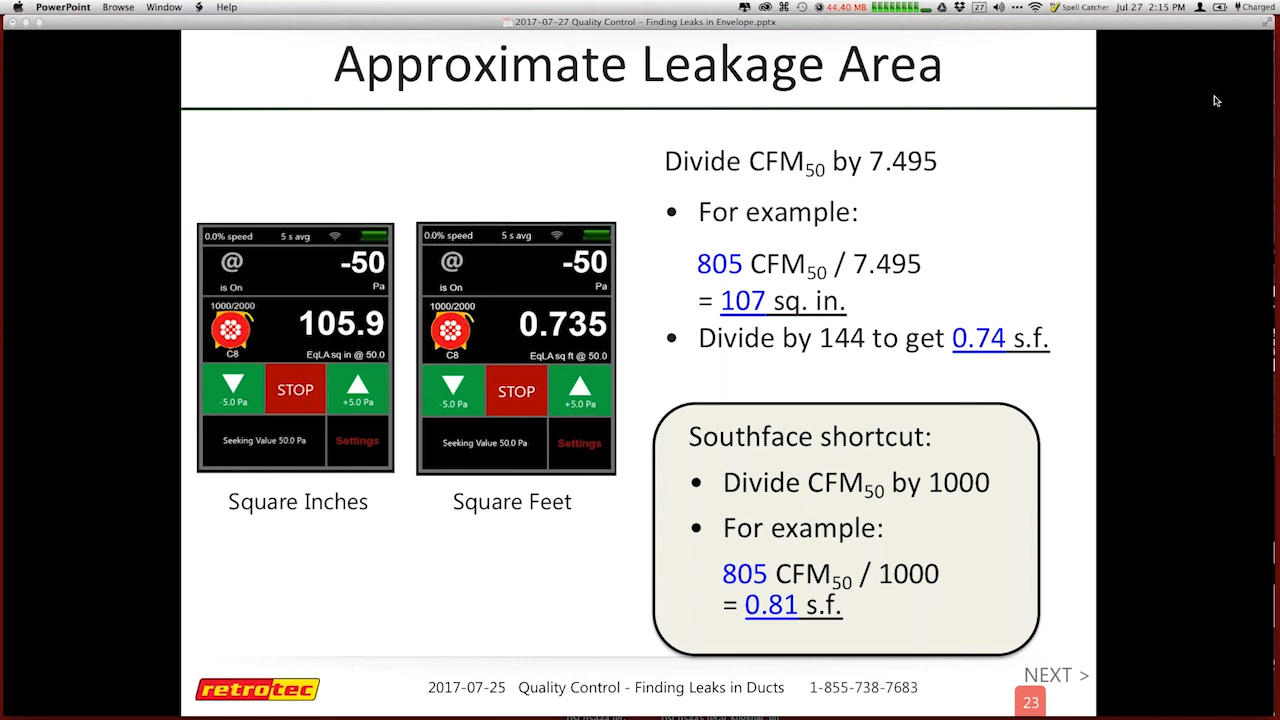 PowerPoint Browse Window Help 44.40 MB 27 Spell Catcher Jul 27 2:15 PM Charged
2017-07-27 Quality Control – Finding Leaks in Envelope.pptx
Approximate Leakage Area
0.0% speed 5 s avg
@ -50
is On Pa
1000/2000
105.9
C8 EqLA sq in @ 50.0
-5.0 Pa STOP +5.0 Pa
Seeking Value 50.0 Pa Settings
Square Inches
0.0% speed 5 s avg
@ -50
is On Pa
1000/2000
0.735
C8 EqLA sq ft @ 50.0
-5.0 Pa STOP +5.0 Pa
Seeking Value 50.0 Pa Settings
Square Feet
Divide CFM50 by 7.495
• For example:
805 CFM50 / 7.495
= 107 sq. in.
• Divide by 144 to get 0.74 s.f.
Southface shortcut:
• Divide CFM50 by 1000
• For example:
805 CFM50 / 1000
= 0.81 s.f.
NEXT >
retrotec 2017-07-25 Quality Control - Finding Leaks in Ducts 1-855-738-7683
23